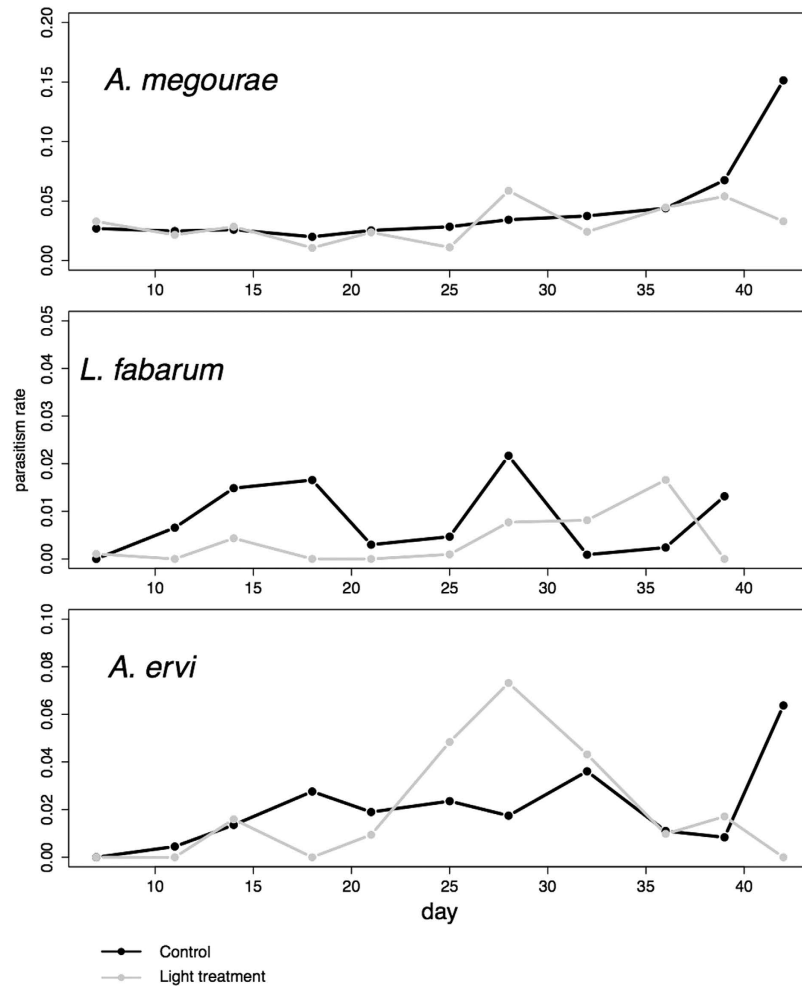 0.20
0.15
0.10
0.05
0.00
A. megourae
10 15 20 25 30 35 40
0.05
0.04
0.03
0.02
0.01
0.00
L. fabarum
parasitism rate
10 15 20 25 30 35 40
0.10
0.08
0.06
0.04
0.02
0.00
A. ervi
10 15 20 25 30 35 40
day
Control
Light treatment